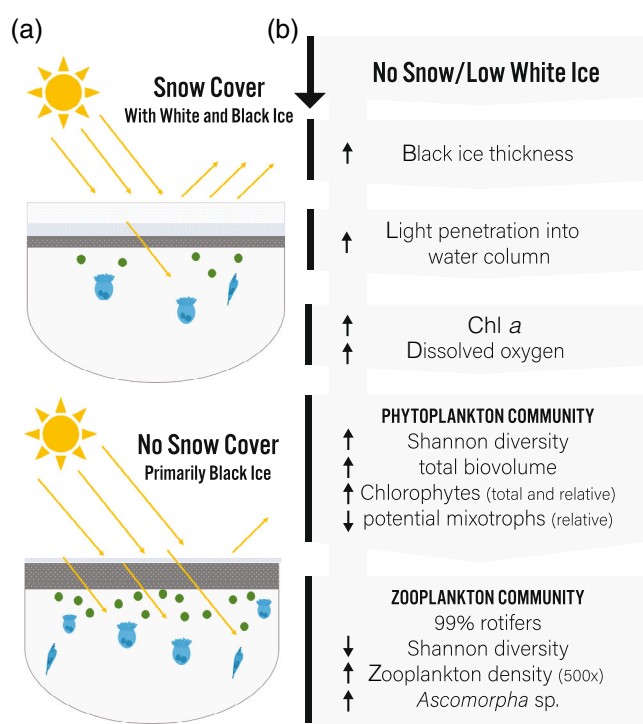 (a)
Snow Cover
With White and Black Ice
No Snow Cover
Primarily Black Ice
(b)
No Snow/Low White Ice
↑ Black ice thickness
↑ Light penetration into
water column
↑ Chl a
↑ Dissolved oxygen
PHYTOPLANKTON COMMUNITY
↑ Shannon diversity
↑ total biovolume
↑ Chlorophytes (total and relative)
↓ potential mixotrophs (relative)
ZOOPLANKTON COMMUNITY
99% rotifers
↓ Shannon diversity
↑ Zooplankton density (500x)
↑ Ascomorpha sp.